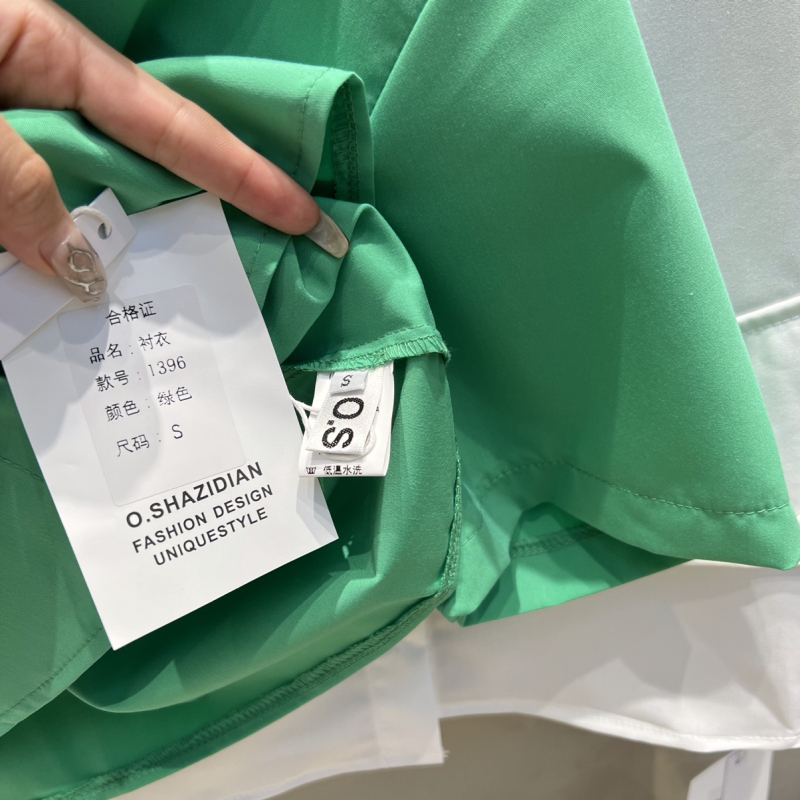 合格证
品名：衬衣
款号：1396
颜色：绿色
尺码：S
O.SHAZIDIAN
FASHION DESIGN
UNIQUESTYLE
S
O.S
低温水洗